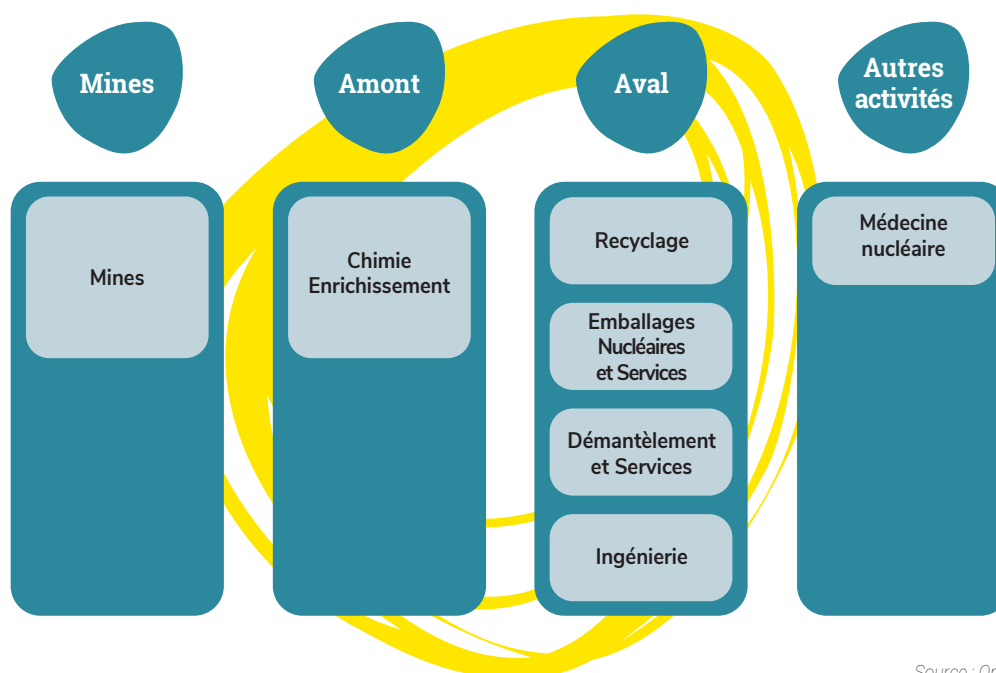 Mines
Amont
Aval
Autres
activités
Mines
Chimie
Enrichissement
Recyclage
Emballages
Nucléaires
et Services
Démantèlement
et Services
Ingénierie
Médecine
nucléaire
Source :